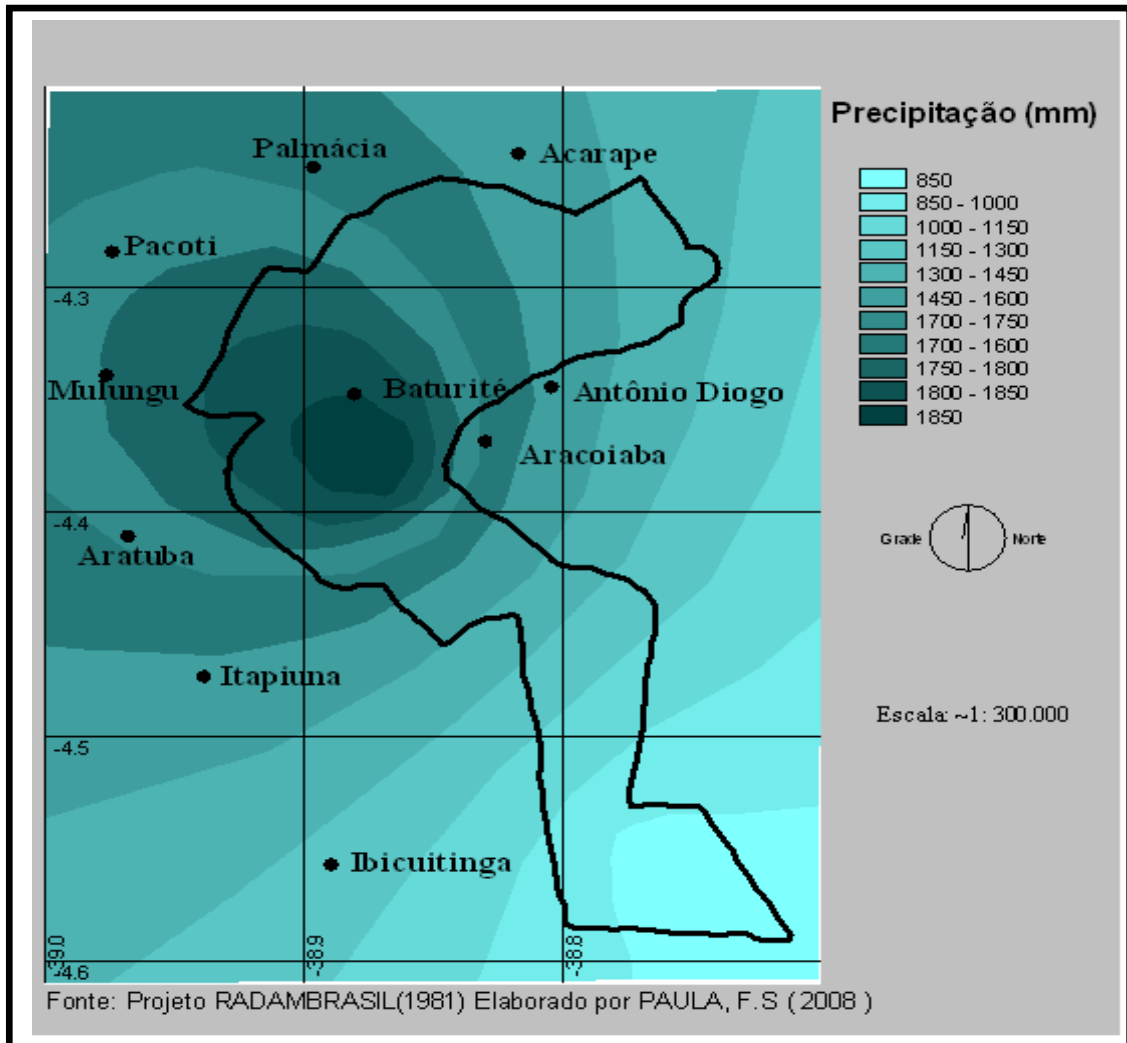 Precipitação (mm)
850
850 - 1000
1000 - 1150
1150 - 1300
1300 - 1450
1450 - 1600
1700 - 1750
1700 - 1600
1750 - 1800
1800 - 1850
1850
Grade
Norte
Escala: ~1: 300.000
Palmácia
Acarape
Pacoti
-4.3
Mulungu
Baturité
Antônio Diogo
Aracoiaba
-4.4
Aratuba
Itapiuna
-4.5
Ibicuitinga
-39.0
-38.9
-38.8
-4.6
Fonte: Projeto RADAMBRASIL(1981) Elaborado por PAULA, F.S ( 2008 )